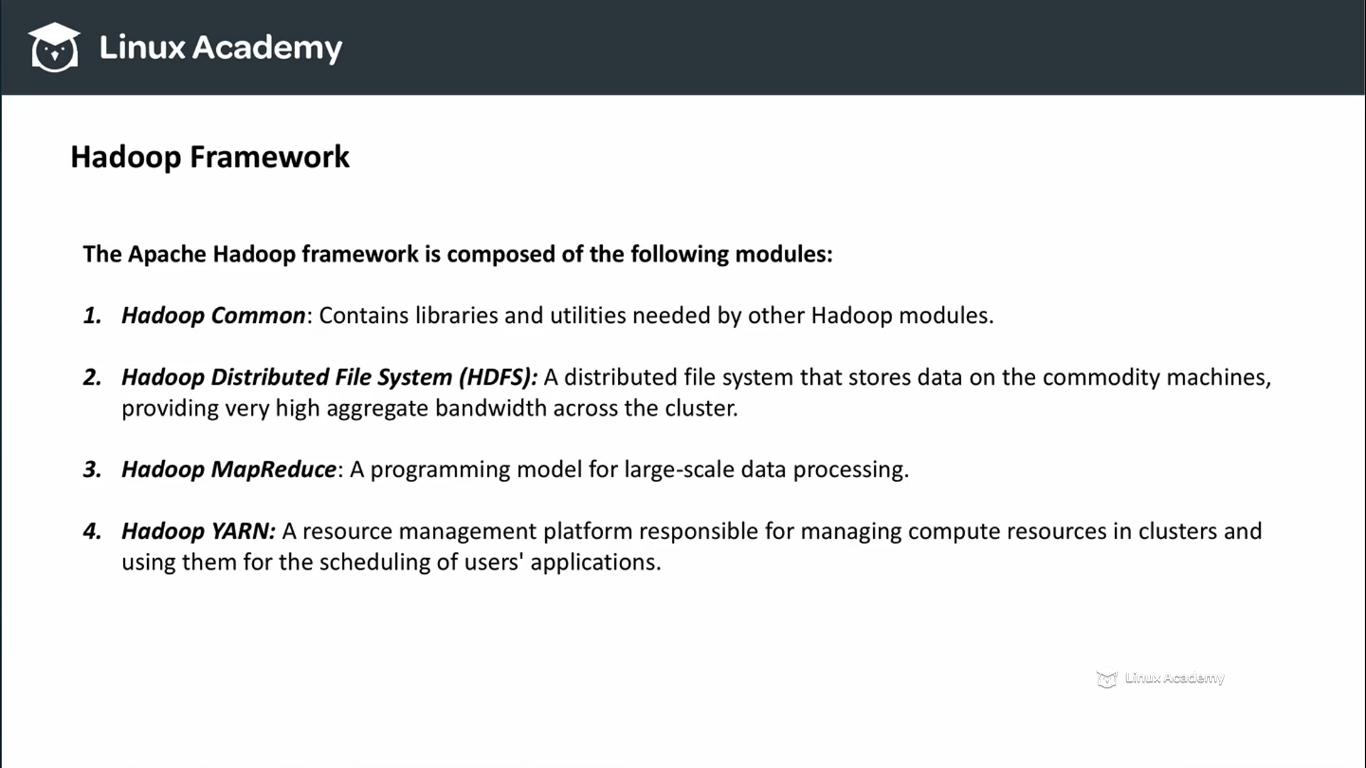 Linux Academy
Hadoop Framework
The Apache Hadoop framework is composed of the following modules:
1. Hadoop Common: Contains libraries and utilities needed by other Hadoop modules.
2. Hadoop Distributed File System (HDFS): A distributed file system that stores data on the commodity machines,
providing very high aggregate bandwidth across the cluster.
3. Hadoop MapReduce: A programming model for large-scale data processing.
4. Hadoop YARN: A resource management platform responsible for managing compute resources in clusters and
using them for the scheduling of users' applications.
Linux Academy